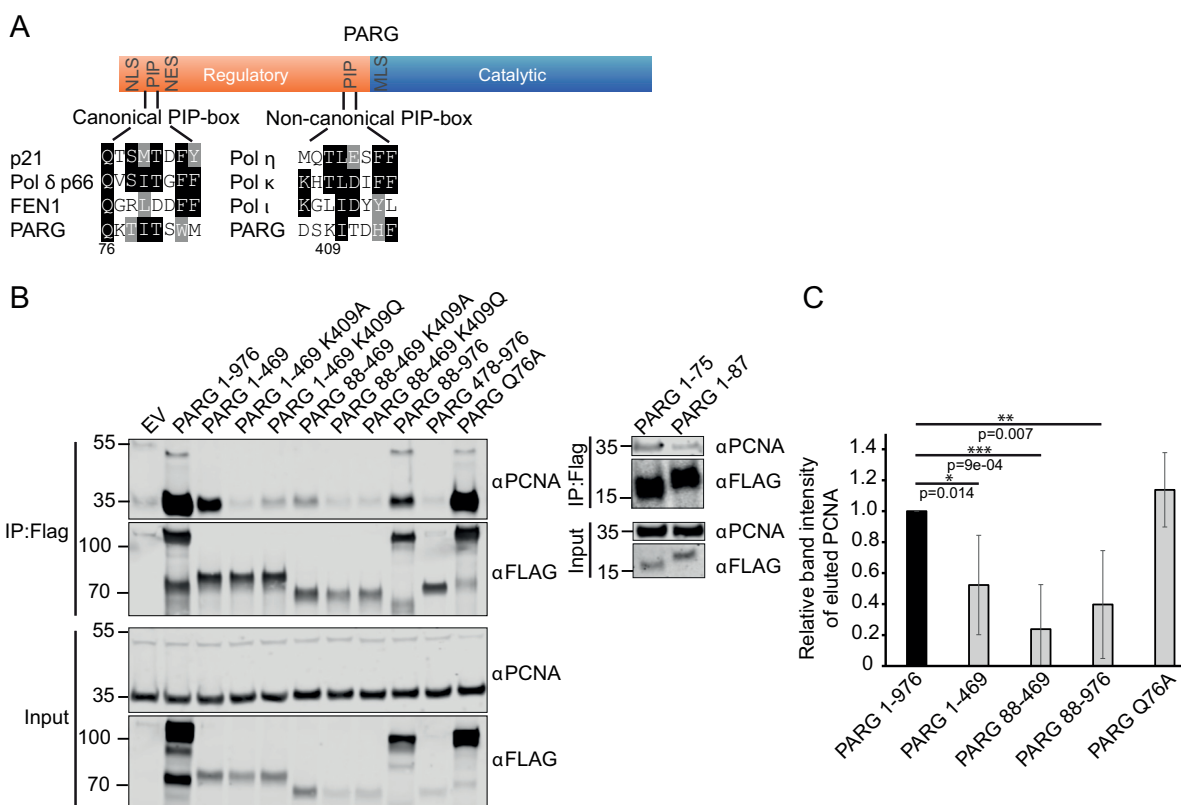 A
PARG
NLS
PIP
NES
Regulatory
PIP
MLS
Catalytic
Canonical PIP-box
Non-canonical PIP-box
p21 QTSMTDFY
Pol η MQTLESFF
Pol δ p66 QVSITGFF
Pol κ KHTLDIFF
FEN1 QGRLDDFF
Pol ι KGLIDYYL
PARG QKTITSWM
PARG DSKITDHF
76
409
B
EV
PARG 1-976
PARG 1-469
PARG 1-469 K409A
PARG 1-469 K409Q
PARG 88-469
PARG 88-469 K409A
PARG 88-469 K409Q
PARG 88-976
PARG 478-976
PARG Q76A
IP:Flag
55
35
αPCNA
100
70
αFLAG
Input
55
35
αPCNA
100
70
αFLAG
PARG 1-75
PARG 1-87
IP:Flag
35
αPCNA
15
αFLAG
Input
35
αPCNA
15
αFLAG
C
Relative band intensity
of eluted PCNA
1.4
1.2
1.0
0.8
0.6
0.4
0.2
0
**
p=0.007
***
p=9e-04
*
p=0.014
PARG 1-976
PARG 1-469
PARG 88-469
PARG 88-976
PARG Q76A